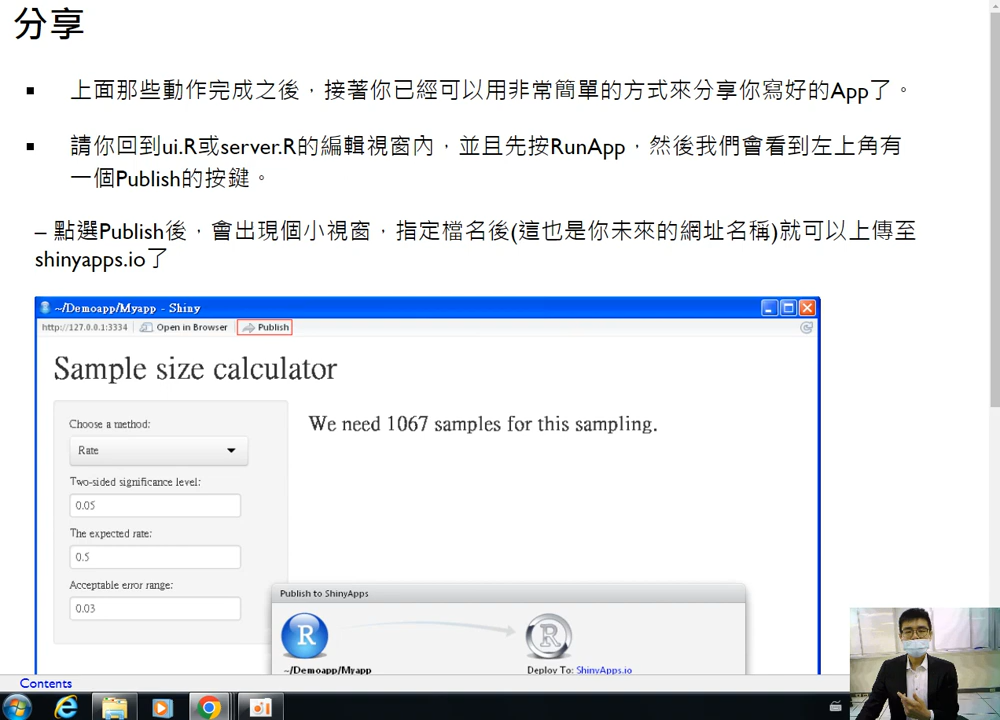 分享
▪ 上面那些動作完成之後，接著你已經可以用非常簡單的方式來分享你寫好的App了。
▪ 請你回到ui.R或server.R的編輯視窗內，並且先按RunApp，然後我們會看到左上角有
一個Publish的按鍵。
– 點選Publish後，會出現個小視窗，指定檔名後(這也是你未來的網址名稱)就可以上傳至
shinyapps.io了
~/Demoapp/Myapp - Shiny
http://127.0.0.1:3334 Open in Browser Publish
Sample size calculator
Choose a method:
We need 1067 samples for this sampling.
Rate
Two-sided significance level:
0.05
The expected rate:
0.5
Acceptable error range:
0.03
Publish to ShinyApps
R R
~/Demoapp/Myapp Deploy To: ShinyApps.io
Contents